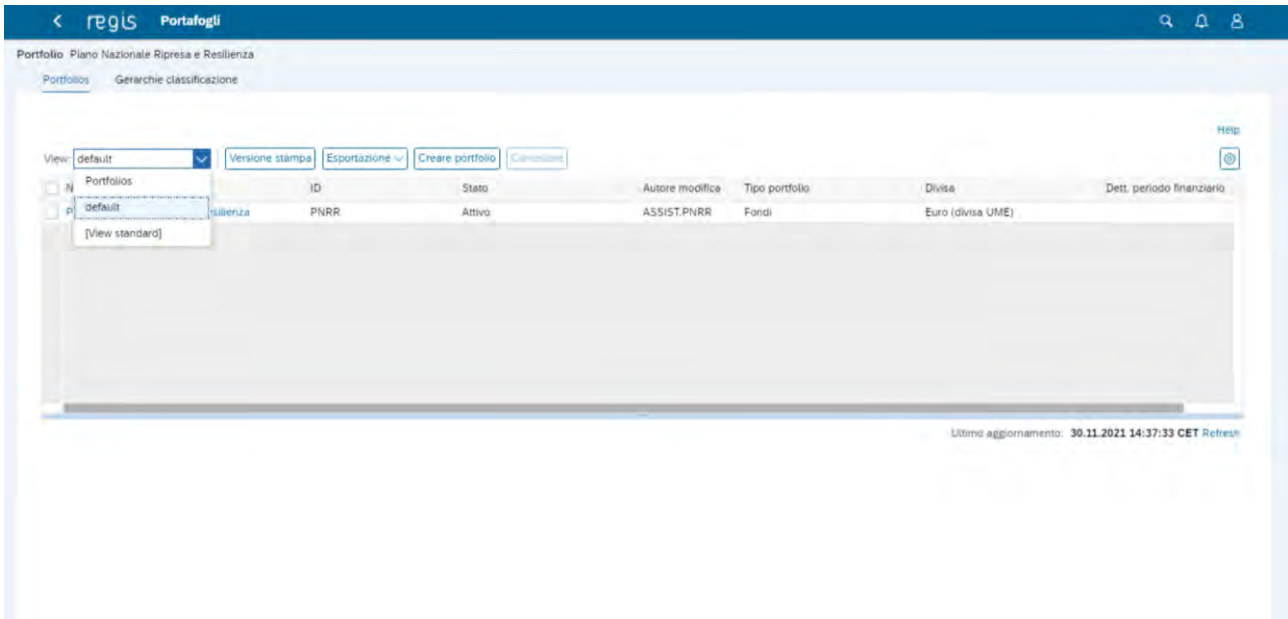 regis Portafogli
Portfolio Piano Nazionale Ripresa e Resilienza
Portfolios Gerarchie classificazione
Help
View: default Versione stampa Esportazione Creare portfolio
N ID Stato Autore modifica Tipo portfolio Divisa Dett. periodo finanziario
P silienza PNRR Attivo ASSIST.PNRR Fondi Euro (divisa UME)
Portfolios
default
[View standard]
Ultimo aggiornamento: 30.11.2021 14:37:33 CET Refresh